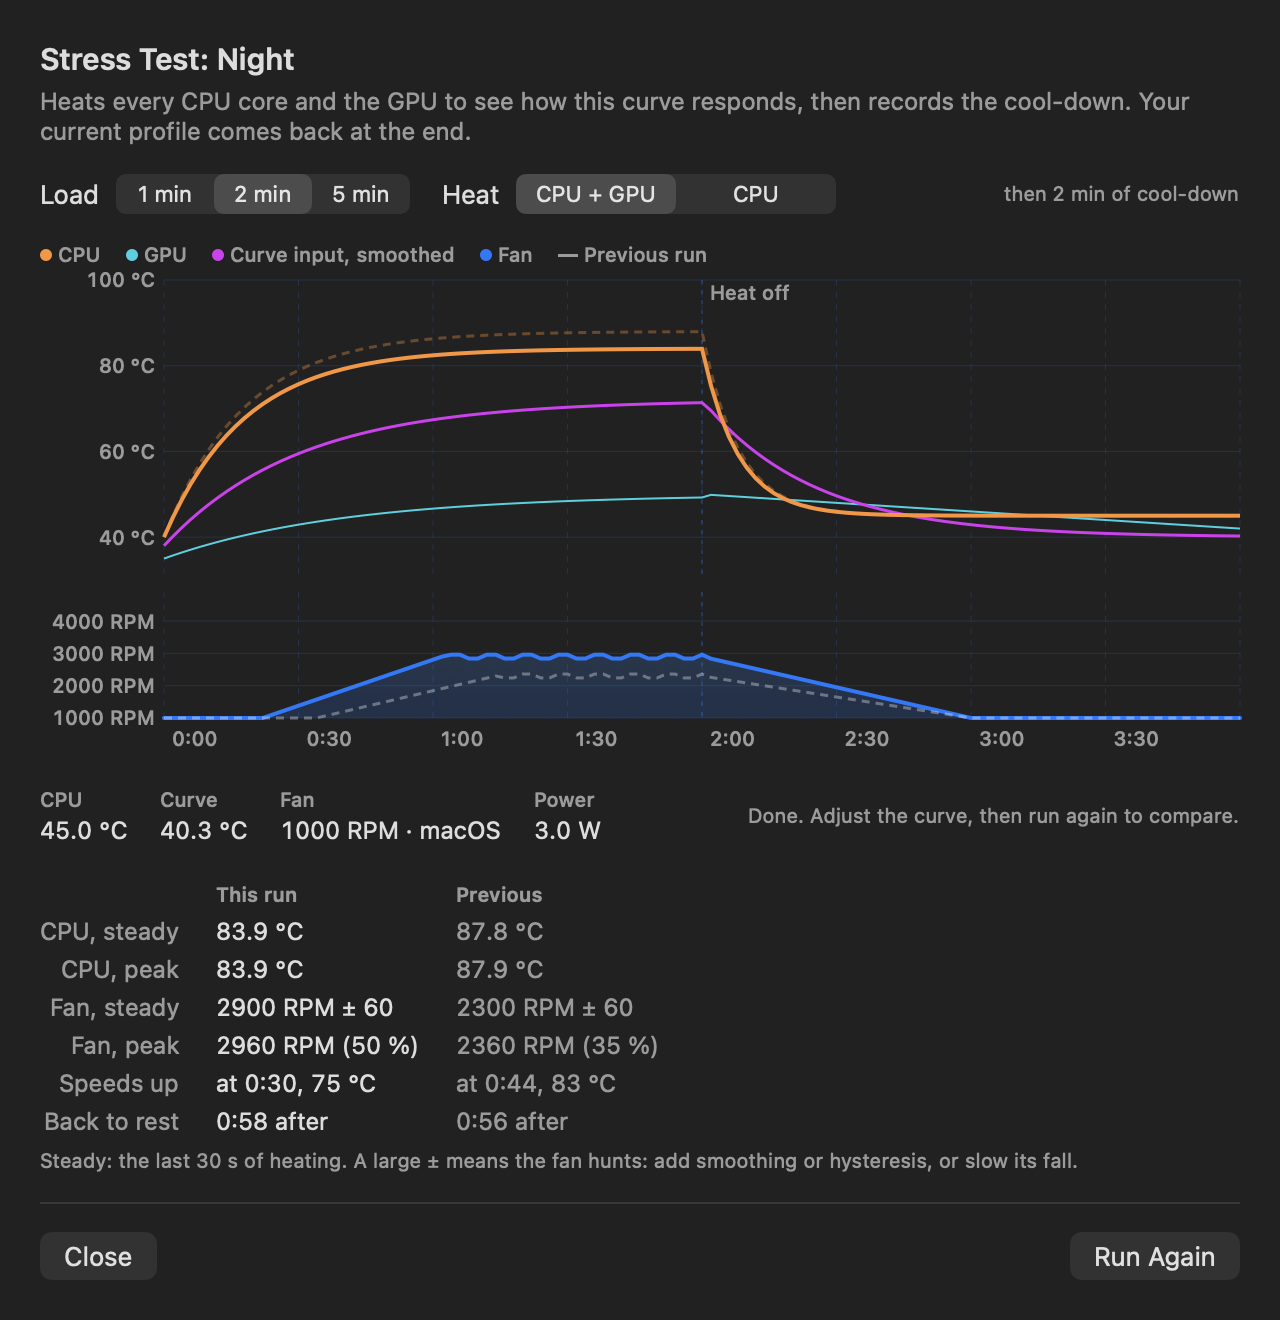 Stress Test: Night
Heats every CPU core and the GPU to see how this curve responds, then records the cool-down. Your
current profile comes back at the end.
Load 1 min 2 min 5 min Heat CPU + GPU CPU then 2 min of cool-down
CPU GPU Curve input, smoothed Fan Previous run
100 °C
Heat off
80 °C
60 °C
40 °C
4000 RPM
3000 RPM
2000 RPM
1000 RPM
0:00 0:30 1:00 1:30 2:00 2:30 3:00 3:30
CPU Curve Fan Power
45.0 °C 40.3 °C 1000 RPM · macOS 3.0 W
Done. Adjust the curve, then run again to compare.
This run Previous
CPU, steady 83.9 °C 87.8 °C
CPU, peak 83.9 °C 87.9 °C
Fan, steady 2900 RPM ± 60 2300 RPM ± 60
Fan, peak 2960 RPM (50 %) 2360 RPM (35 %)
Speeds up at 0:30, 75 °C at 0:44, 83 °C
Back to rest 0:58 after 0:56 after
Steady: the last 30 s of heating. A large ± means the fan hunts: add smoothing or hysteresis, or slow its fall.
Close Run Again